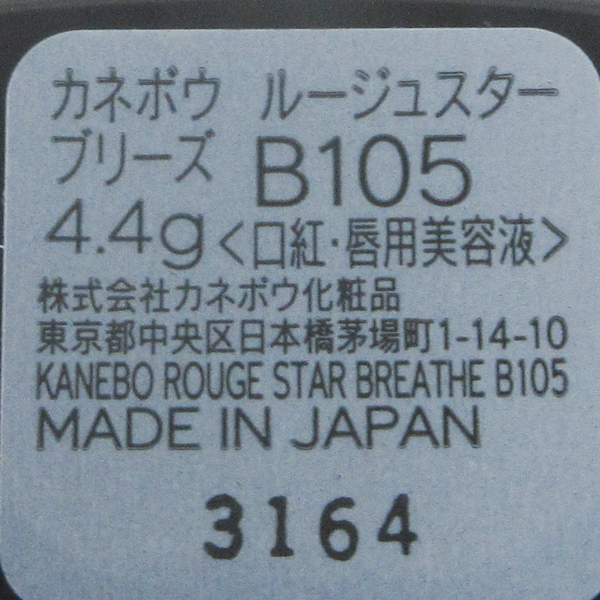 カネボウ ルージュスター
ブリーズ B105
4.4g<口紅・唇用美容液>
株式会社カネボウ化粧品
東京都中央区日本橋茅場町1-14-10
KANEBO ROUGE STAR BREATHE B105
MADE IN JAPAN
3164